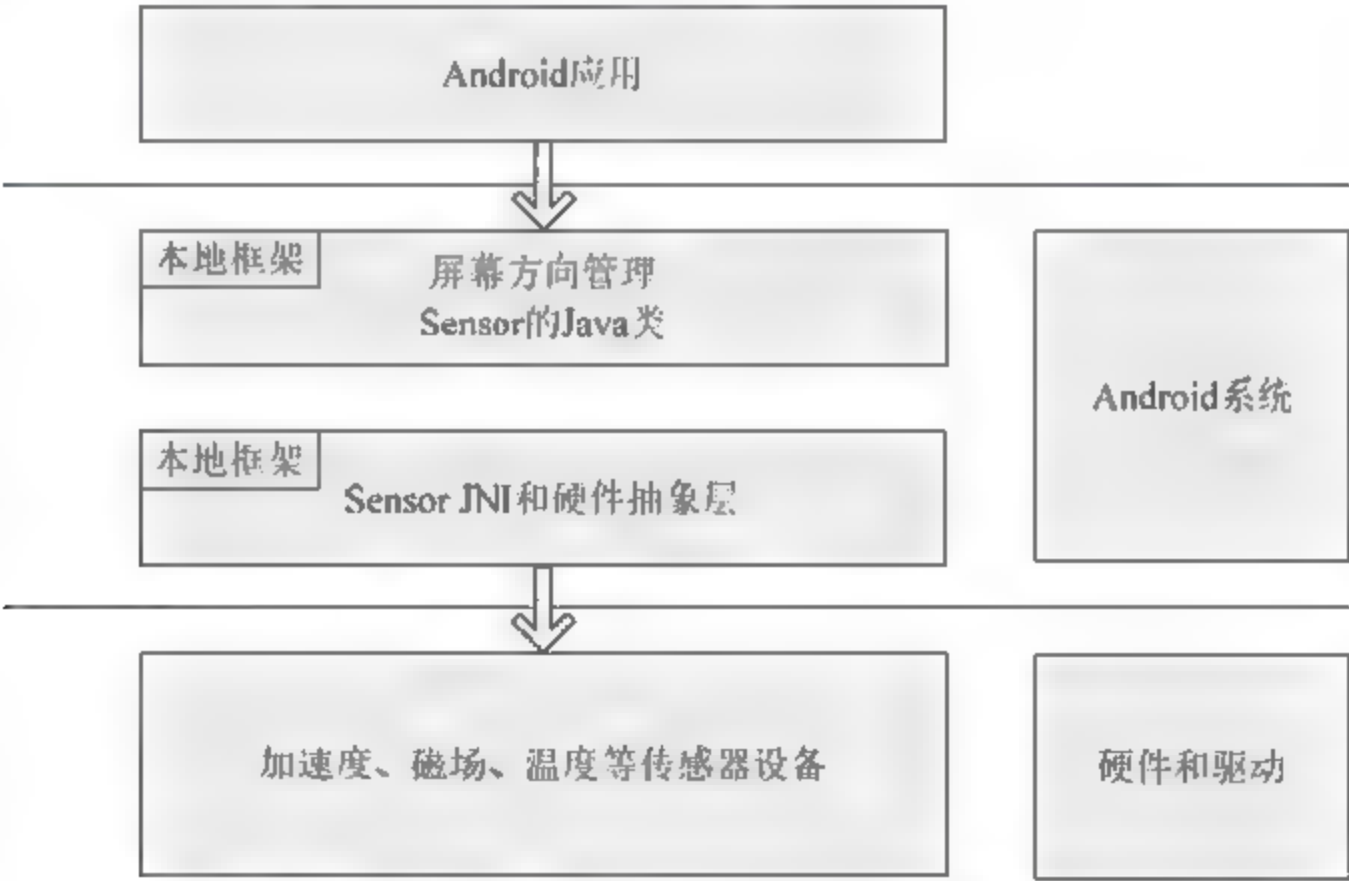 Android应用
本地框架
屏幕方向管理
Sensor的Java类
Android系统
本地框架
Sensor JNI和硬件抽象层
加速度、磁场、温度等传感器设备
硬件和驱动